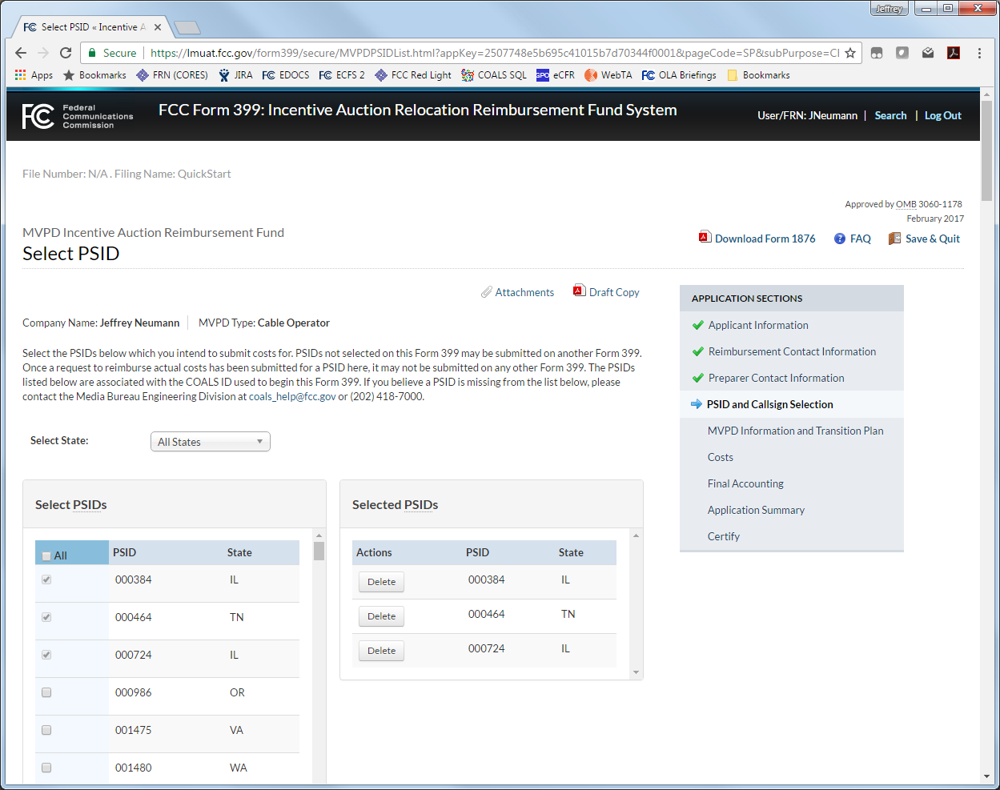 Jeffrey
FC Select PSID « Incentive A
Secure https://lmuat.fcc.gov/form399/secure/MVPDPSIDList.html?appKey=2507748e5b695c41015b7d70344f0001&pageCode=SP&subPurpose=Cl
Apps Bookmarks FRN (CORES) JIRA FC EDOCS FC ECFS 2 FCC Red Light COALS SQL GPO eCFR WebTA FC OLA Briefings Bookmarks
FCC Federal Communications Commission
FCC Form 399: Incentive Auction Relocation Reimbursement Fund System
User/FRN: JNeumann | Search | Log Out
File Number: N/A . Filing Name: QuickStart
Approved by OMB 3060-1178
February 2017
MVPD Incentive Auction Reimbursement Fund
Select PSID
Download Form 1876 FAQ Save & Quit
Attachments Draft Copy
Company Name: Jeffrey Neumann MVPD Type: Cable Operator
Select the PSIDs below which you intend to submit costs for. PSIDs not selected on this Form 399 may be submitted on another Form 399.
Once a request to reimburse actual costs has been submitted for a PSID here, it may not be submitted on any other Form 399. The PSIDs
listed below are associated with the COALS ID used to begin this Form 399. If you believe a PSID is missing from the list below, please
contact the Media Bureau Engineering Division at coals_help@fcc.gov or (202) 418-7000.
Select State: All States
Select PSIDs
All PSID State
000384 IL
000464 TN
000724 IL
000986 OR
001475 VA
001480 WA
Selected PSIDs
Actions PSID State
Delete 000384 IL
Delete 000464 TN
Delete 000724 IL
APPLICATION SECTIONS
Applicant Information
Reimbursement Contact Information
Preparer Contact Information
PSID and Callsign Selection
MVPD Information and Transition Plan
Costs
Final Accounting
Application Summary
Certify